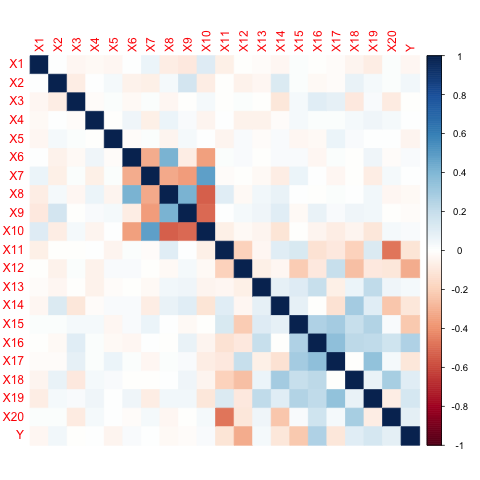 X1 X2 X3 X4 X5 X6 X7 X8 X9 X10 X11 X12 X13 X14 X15 X16 X17 X18 X19 X20 Y
X1
X2
X3
X4
X5
X6
X7
X8
X9
X10
X11
X12
X13
X14
X15
X16
X17
X18
X19
X20
Y
1
0.8
0.6
0.4
0.2
0
-0.2
-0.4
-0.6
-0.8
-1